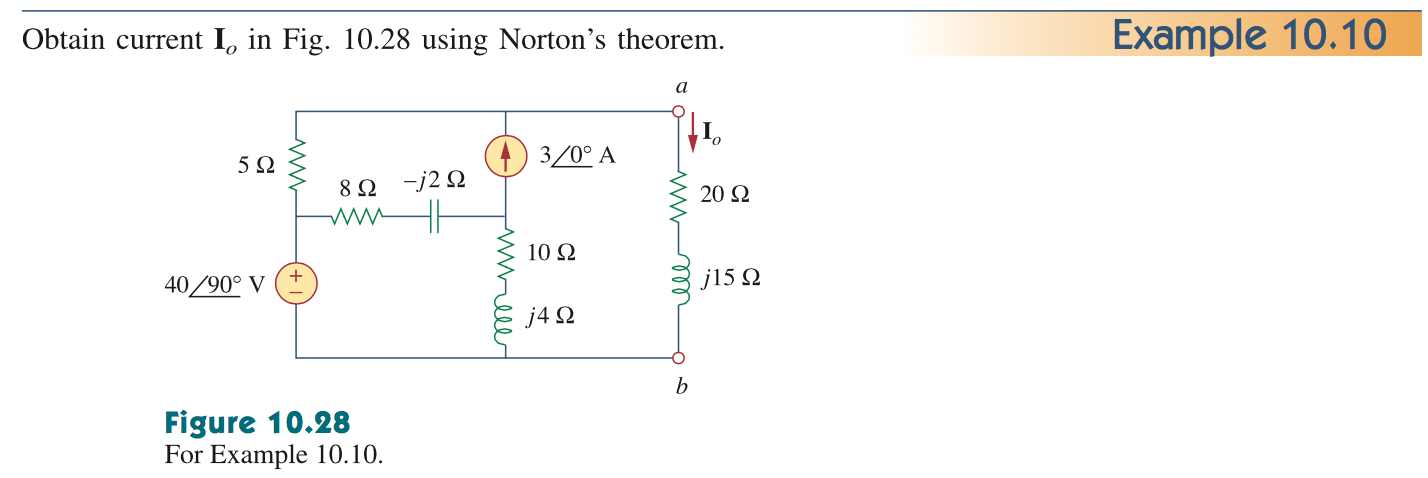 Obtain current I_o in Fig. 10.28 using Norton’s theorem.
Example 10.10
a
I_o
5 Ω
3∠0° A
8 Ω
−j2 Ω
20 Ω
10 Ω
40∠90° V
+
−
j15 Ω
j4 Ω
b
Figure 10.28
For Example 10.10.